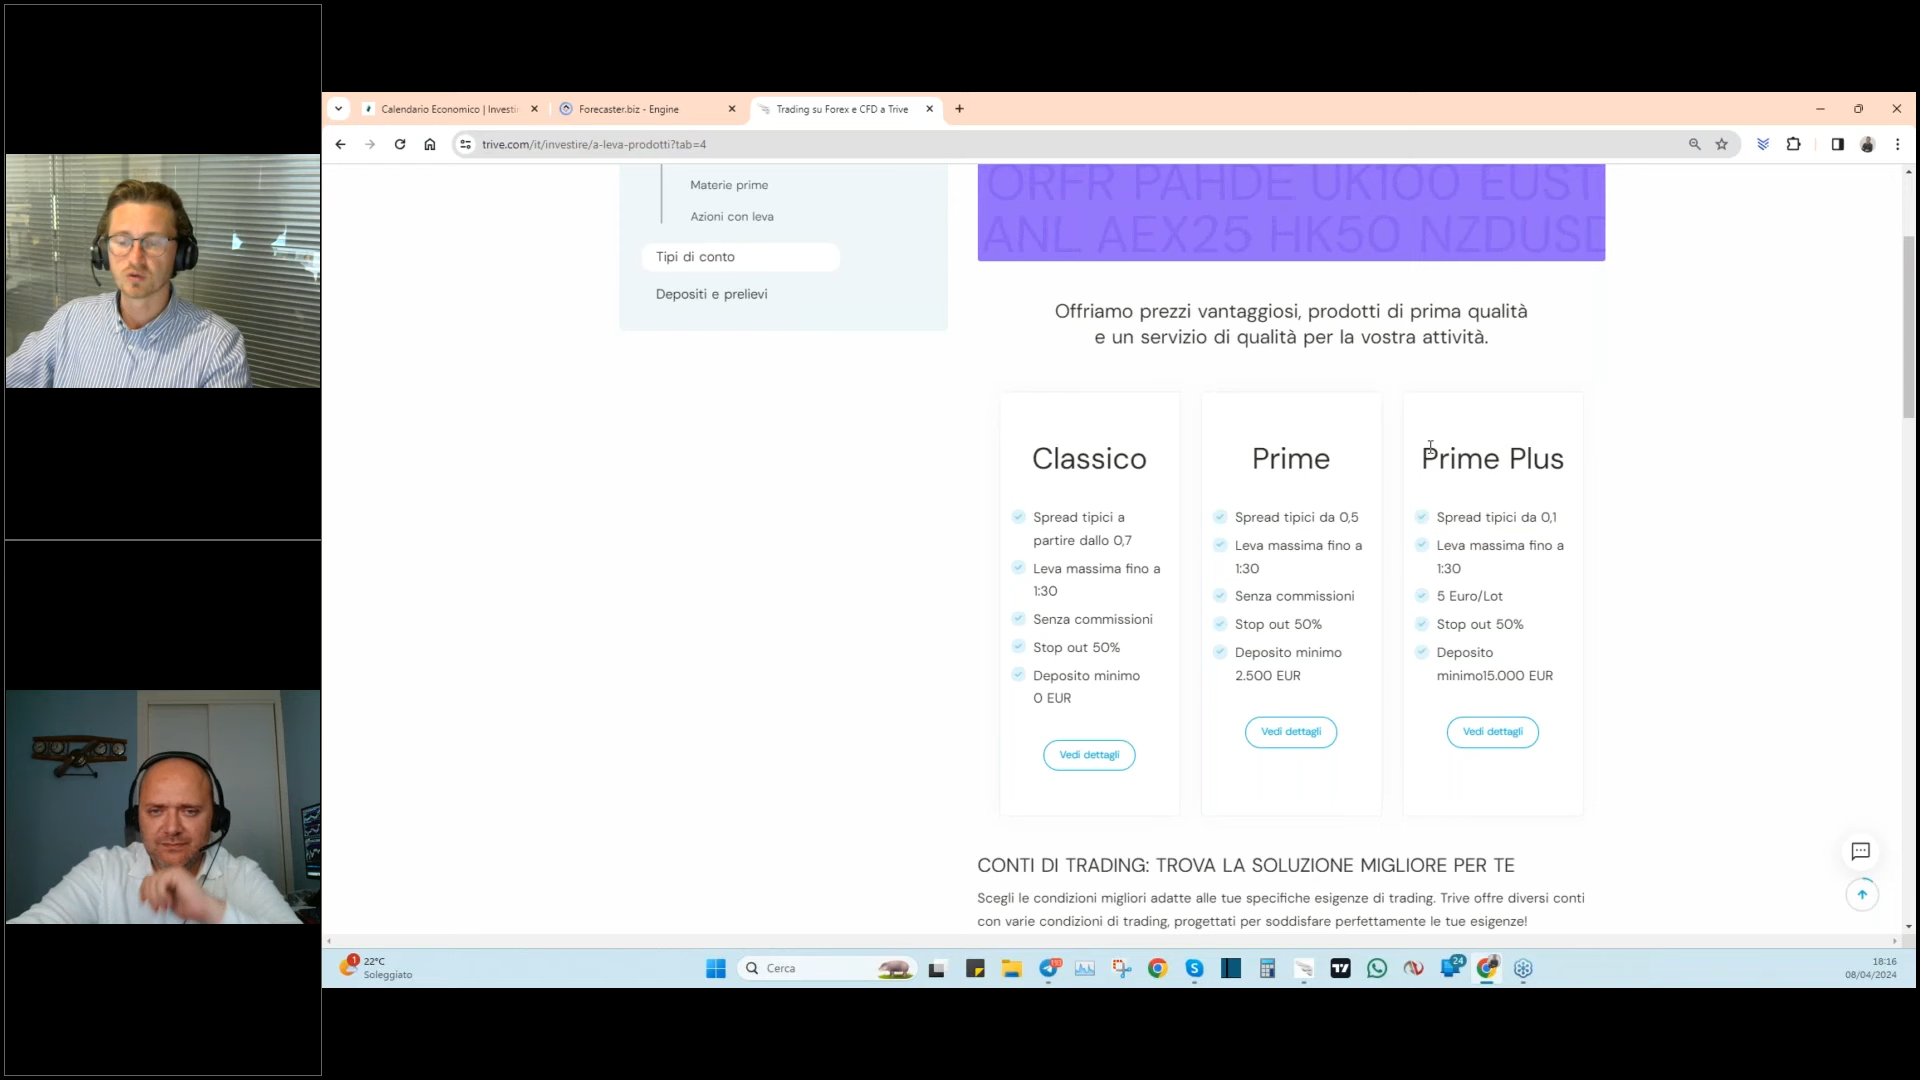 Calendario Economico | Investi
Forecaster.biz - Engine
Trading su Forex e CFD a Trive
trive.com/it/investire/a-leva-prodotti?tab=4
Materie prime
Azioni con leva
Tipi di conto
Depositi e prelievi
ORFR PAHDE UK100 EUST
ANL AEX25 HK50 NZDUSD
Offriamo prezzi vantaggiosi, prodotti di prima qualità
e un servizio di qualità per la vostra attività.
Classico
Spread tipici a
partire dallo 0,7
Leva massima fino a
1:30
Senza commissioni
Stop out 50%
Deposito minimo
0 EUR
Vedi dettagli
Prime
Spread tipici da 0,5
Leva massima fino a
1:30
Senza commissioni
Stop out 50%
Deposito minimo
2.500 EUR
Vedi dettagli
Prime Plus
Spread tipici da 0,1
Leva massima fino a
1:30
5 Euro/Lot
Stop out 50%
Deposito
minimo15.000 EUR
Vedi dettagli
CONTI DI TRADING: TROVA LA SOLUZIONE MIGLIORE PER TE
Scegli le condizioni migliori adatte alle tue specifiche esigenze di trading. Trive offre diversi conti
con varie condizioni di trading, progettati per soddisfare perfettamente le tue esigenze!
1
22°C
Soleggiato
Cerca
193
24
18:16
08/04/2024